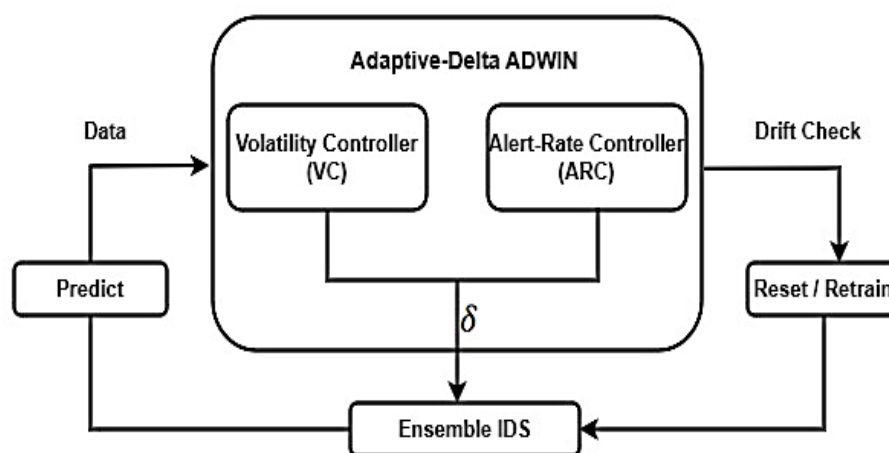 Adaptive-Delta ADWIN
Data
Volatility Controller
(VC)
Alert-Rate Controller
(ARC)
Drift Check
Predict
Reset / Retrain
δ
Ensemble IDS